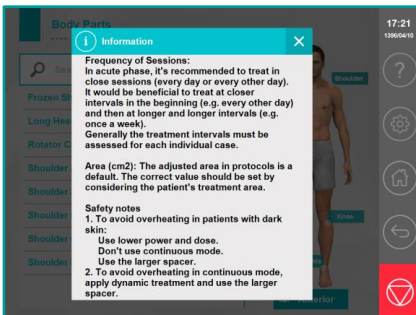 Body Parts
17:21
1396/04/10
Information
Frequency of Sessions:
In acute phase, it's recommended to treat in
close sessions (every day or every other day).
It would be beneficial to treat at closer
intervals in the beginning (e.g. every other day)
and then at longer and longer intervals (e.g.
once a week).
Generally the treatment intervals must be
assessed for each individual case.
Area (cm2): The adjusted area in protocols is a
default. The correct value should be set by
considering the patient's treatment area.
Safety notes
1. To avoid overheating in patients with dark
skin:
Use lower power and dose.
Don't use continuous mode.
Use the larger spacer.
2. To avoid overheating in continuous mode,
apply dynamic treatment and use the larger
spacer.
Frozen
Long
Rotator
Shoulder
Shoulder
Shoulder
Shoulder
Shoulder
Shoulder
Knee